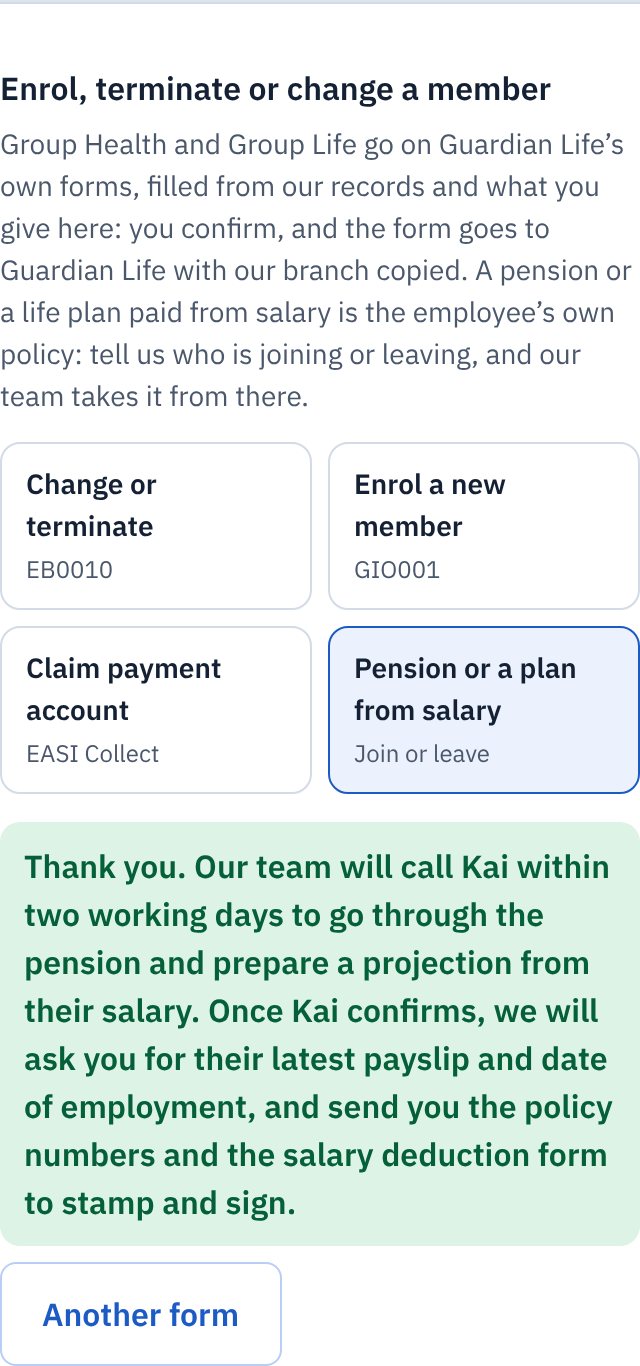 Enrol, terminate or change a member
Group Health and Group Life go on Guardian Life’s
own forms, filled from our records and what you
give here: you confirm, and the form goes to
Guardian Life with our branch copied. A pension or
a life plan paid from salary is the employee’s own
policy: tell us who is joining or leaving, and our
team takes it from there.
Change or
terminate
EB0010
Enrol a new
member
GIO001
Claim payment
account
EASI Collect
Pension or a plan
from salary
Join or leave
Thank you. Our team will call Kai within
two working days to go through the
pension and prepare a projection from
their salary. Once Kai confirms, we will
ask you for their latest payslip and date
of employment, and send you the policy
numbers and the salary deduction form
to stamp and sign.
Another form